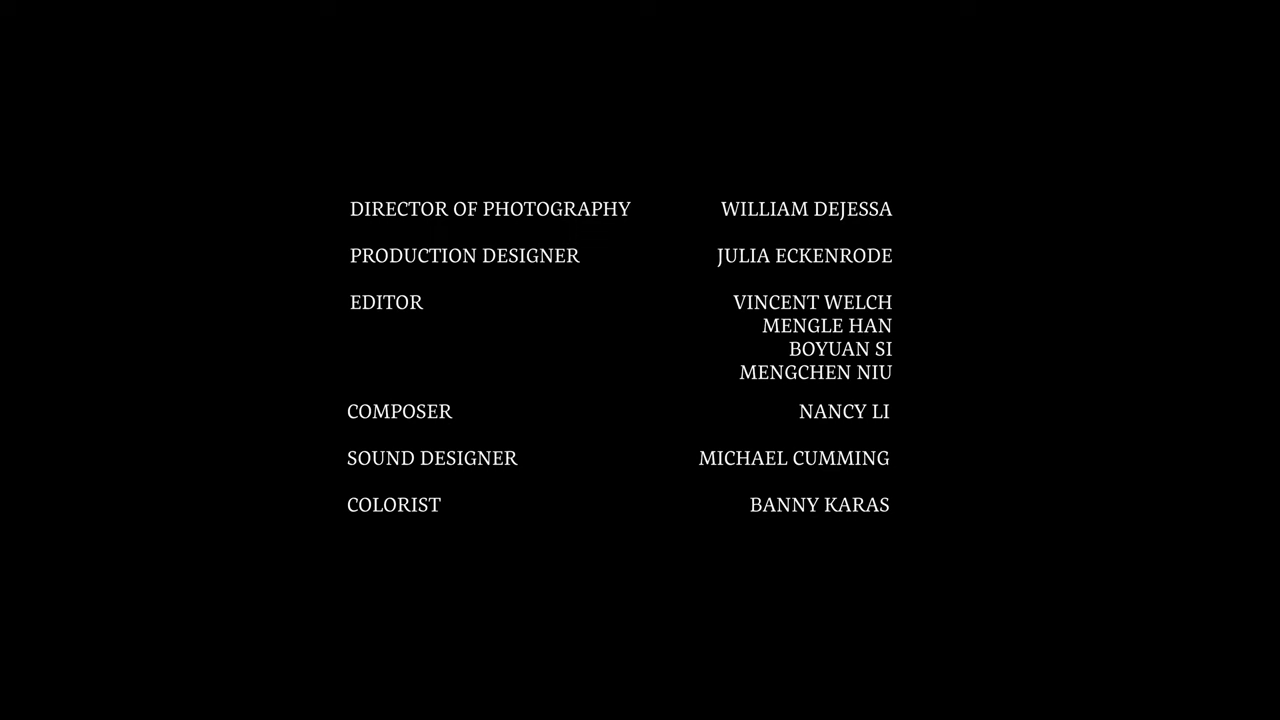 DIRECTOR OF PHOTOGRAPHY WILLIAM DEJESSA
PRODUCTION DESIGNER JULIA ECKENRODE
EDITOR VINCENT WELCH
MENGLE HAN
BOYUAN SI
MENGCHEN NIU
COMPOSER NANCY LI
SOUND DESIGNER MICHAEL CUMMING
COLORIST BANNY KARAS